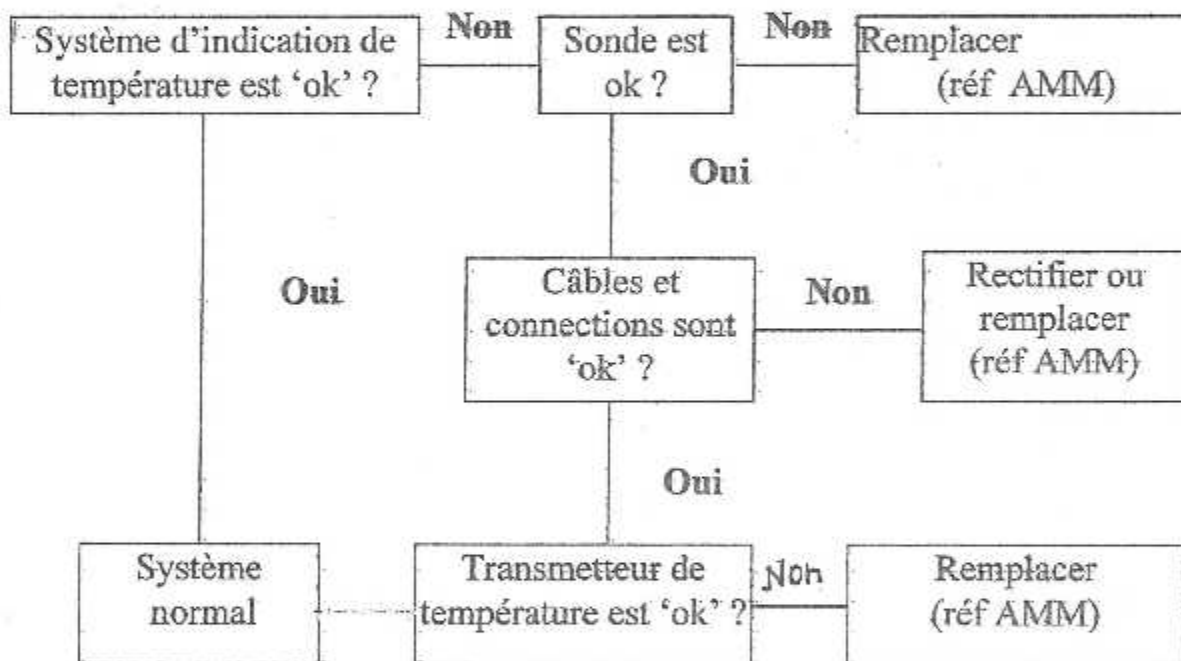 Système d'indication de
température est 'ok' ?
Non
Sonde est
ok ?
Non
Remplacer
(réf AMM)
Oui
Oui
Câbles et
connections sont
'ok' ?
Non
Rectifier ou
remplacer
(réf AMM)
Oui
Système
normal
Transmetteur de
température est 'ok' ?
Non
Remplacer
(réf AMM)